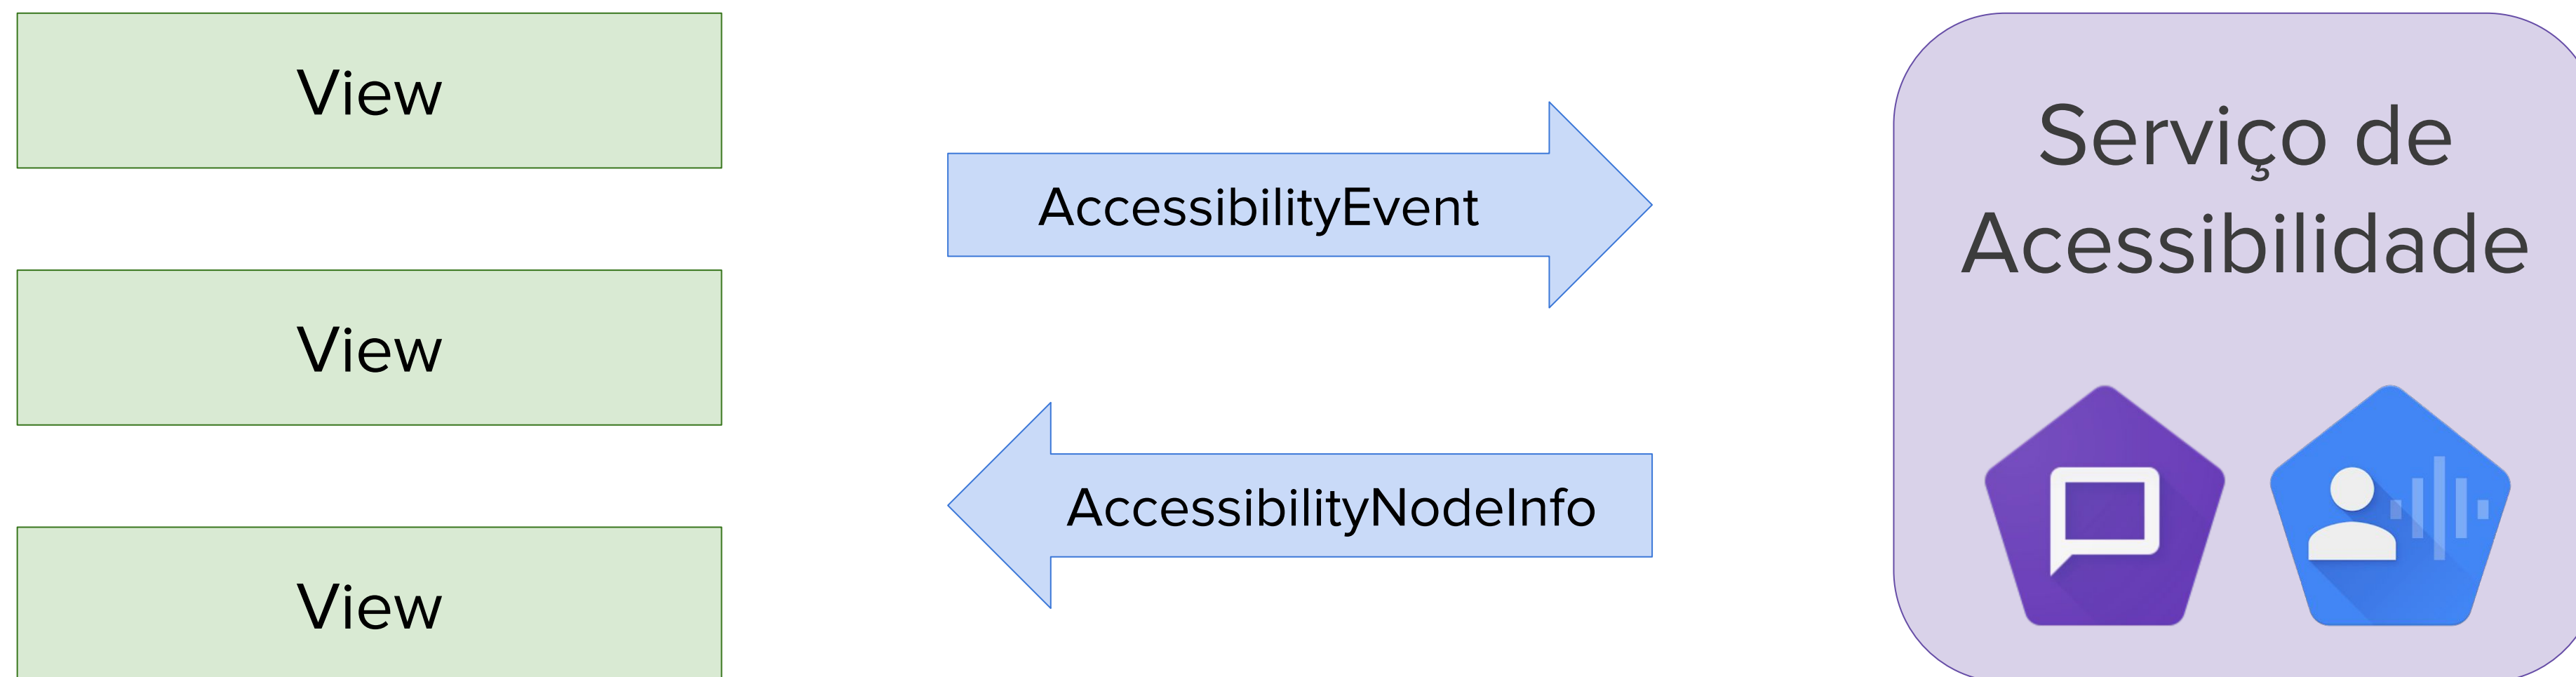 View
View
View
AccessibilityEvent
AccessibilityNodeInfo
Serviço de
Acessibilidade